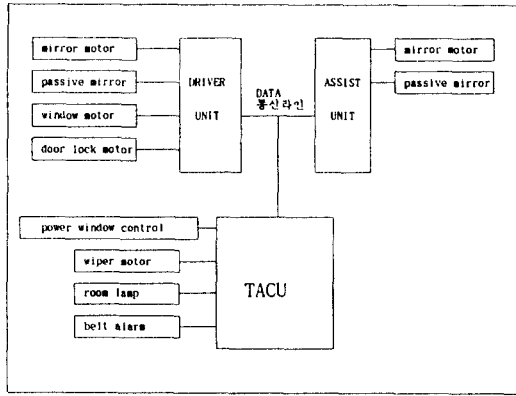 mirror motor
passive mirror
window motor
door lock motor
DRIVER
UNIT
DATA
통신라인
ASSIST
UNIT
mirror motor
passive mirror
power window control
wiper motor
room lamp
belt alarm
TACU